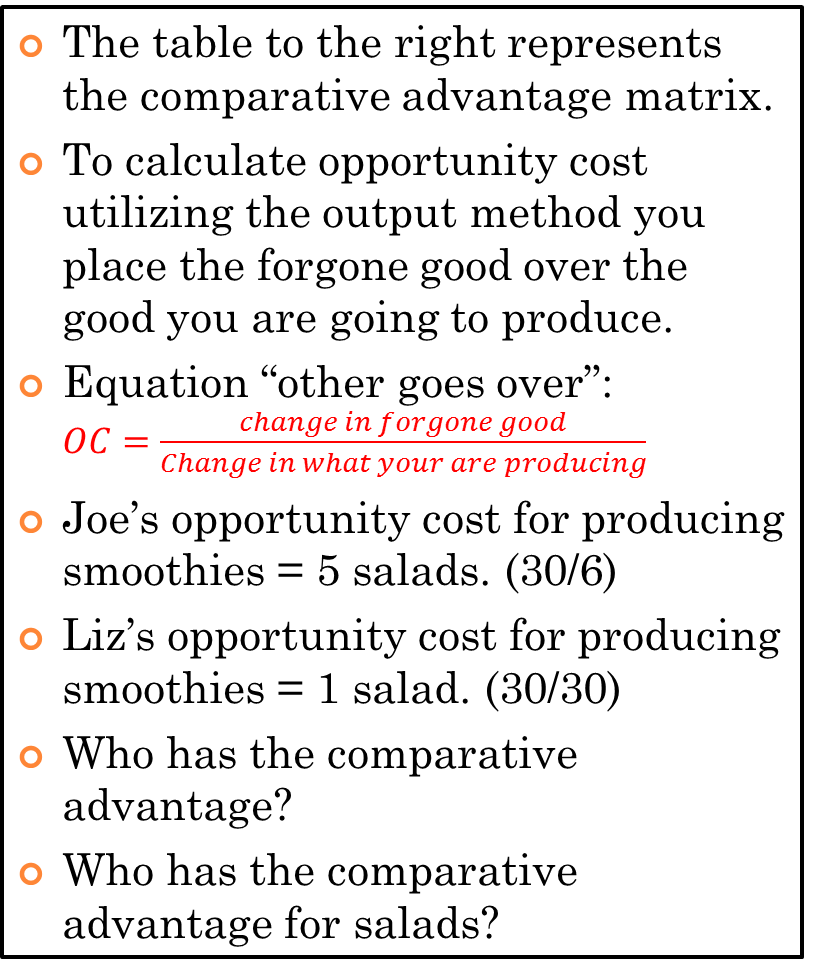 The table to the right represents
the comparative advantage matrix.
To calculate opportunity cost
utilizing the output method you
place the forgone good over the
good you are going to produce.
Equation “other goes over”:
OC = change in forgone good / Change in what your are producing
Joe’s opportunity cost for producing
smoothies = 5 salads. (30/6)
Liz’s opportunity cost for producing
smoothies = 1 salad. (30/30)
Who has the comparative
advantage?
Who has the comparative
advantage for salads?